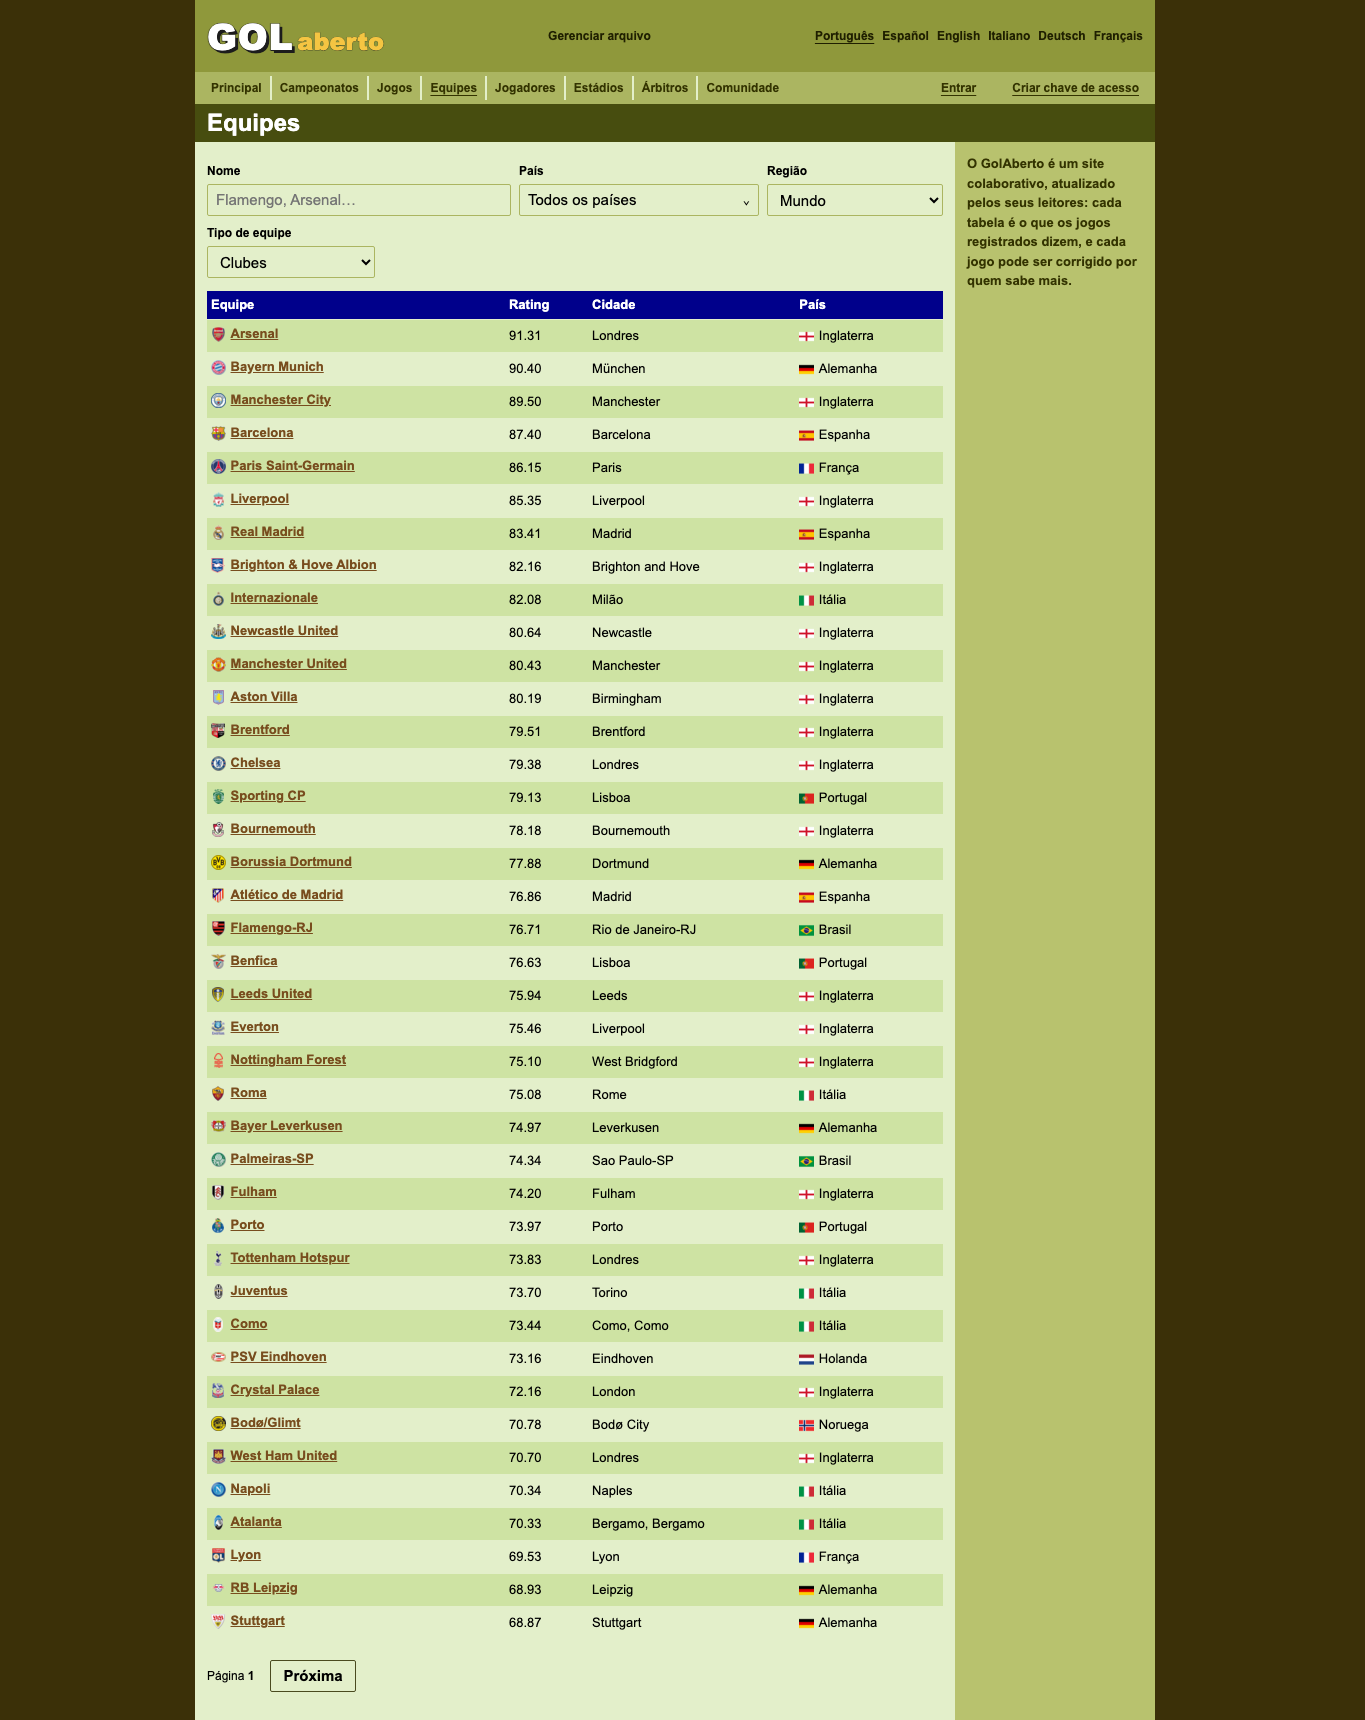 GOL aberto
Gerenciar arquivo
Português Español English Italiano Deutsch Français
Principal Campeonatos Jogos Equipes Jogadores Estádios Árbitros Comunidade Entrar Criar chave de acesso
Equipes
Nome País Região
Flamengo, Arsenal… Todos os países Mundo
Tipo de equipe
Clubes
O GolAberto é um site
colaborativo, atualizado
pelos seus leitores: cada
tabela é o que os jogos
registrados dizem, e cada
jogo pode ser corrigido por
quem sabe mais.
Equipe Rating Cidade País
Arsenal 91.31 Londres Inglaterra
Bayern Munich 90.40 München Alemanha
Manchester City 89.50 Manchester Inglaterra
Barcelona 87.40 Barcelona Espanha
Paris Saint-Germain 86.15 Paris França
Liverpool 85.35 Liverpool Inglaterra
Real Madrid 83.41 Madrid Espanha
Brighton & Hove Albion 82.16 Brighton and Hove Inglaterra
Internazionale 82.08 Milão Itália
Newcastle United 80.64 Newcastle Inglaterra
Manchester United 80.43 Manchester Inglaterra
Aston Villa 80.19 Birmingham Inglaterra
Brentford 79.51 Brentford Inglaterra
Chelsea 79.38 Londres Inglaterra
Sporting CP 79.13 Lisboa Portugal
Bournemouth 78.18 Bournemouth Inglaterra
Borussia Dortmund 77.88 Dortmund Alemanha
Atlético de Madrid 76.86 Madrid Espanha
Flamengo-RJ 76.71 Rio de Janeiro-RJ Brasil
Benfica 76.63 Lisboa Portugal
Leeds United 75.94 Leeds Inglaterra
Everton 75.46 Liverpool Inglaterra
Nottingham Forest 75.10 West Bridgford Inglaterra
Roma 75.08 Rome Itália
Bayer Leverkusen 74.97 Leverkusen Alemanha
Palmeiras-SP 74.34 Sao Paulo-SP Brasil
Fulham 74.20 Fulham Inglaterra
Porto 73.97 Porto Portugal
Tottenham Hotspur 73.83 Londres Inglaterra
Juventus 73.70 Torino Itália
Como 73.44 Como, Como Itália
PSV Eindhoven 73.16 Eindhoven Holanda
Crystal Palace 72.16 London Inglaterra
Bodø/Glimt 70.78 Bodø City Noruega
West Ham United 70.70 Londres Inglaterra
Napoli 70.34 Naples Itália
Atalanta 70.33 Bergamo, Bergamo Itália
Lyon 69.53 Lyon França
RB Leipzig 68.93 Leipzig Alemanha
Stuttgart 68.87 Stuttgart Alemanha
Página 1 Próxima